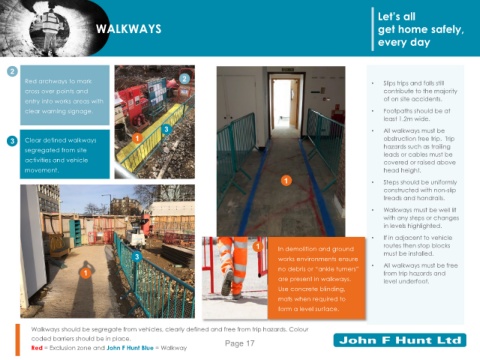 WALKWAYS
Let's all
get home safely,
every day
2
Red archways to mark
cross over points and
entry into works areas with
clear warning signage.
3
Clear defined walkways
segregated from site
activities and vehicle
movement.
2
3
1
1
3
1
1
In demolition and ground
works environments ensure
no debris or "ankle turners"
are present in walkways.
Use concrete blinding,
mats when required to
form a level surface.
• Slips trips and falls still
contribute to the majority
of on site accidents.
• Footpaths should be at
least 1.2m wide.
• All walkways must be
obstruction free trip. Trip
hazards such as trailing
leads or cables must be
covered or raised above
head height.
• Steps should be uniformly
constructed with non-slip
treads and handrails.
• Walkways must be well lit
with any steps or changes
in levels highlighted.
• If in adjacent to vehicle
routes then stop blocks
must be installed.
• All walkways must be free
from trip hazards and
level underfoot.
Walkways should be segregate from vehicles, clearly defined and free from trip hazards. Colour
coded barriers should be in place.
Red = Exclusion zone and John F Hunt Blue = Walkway
Page 17
John F Hunt Ltd